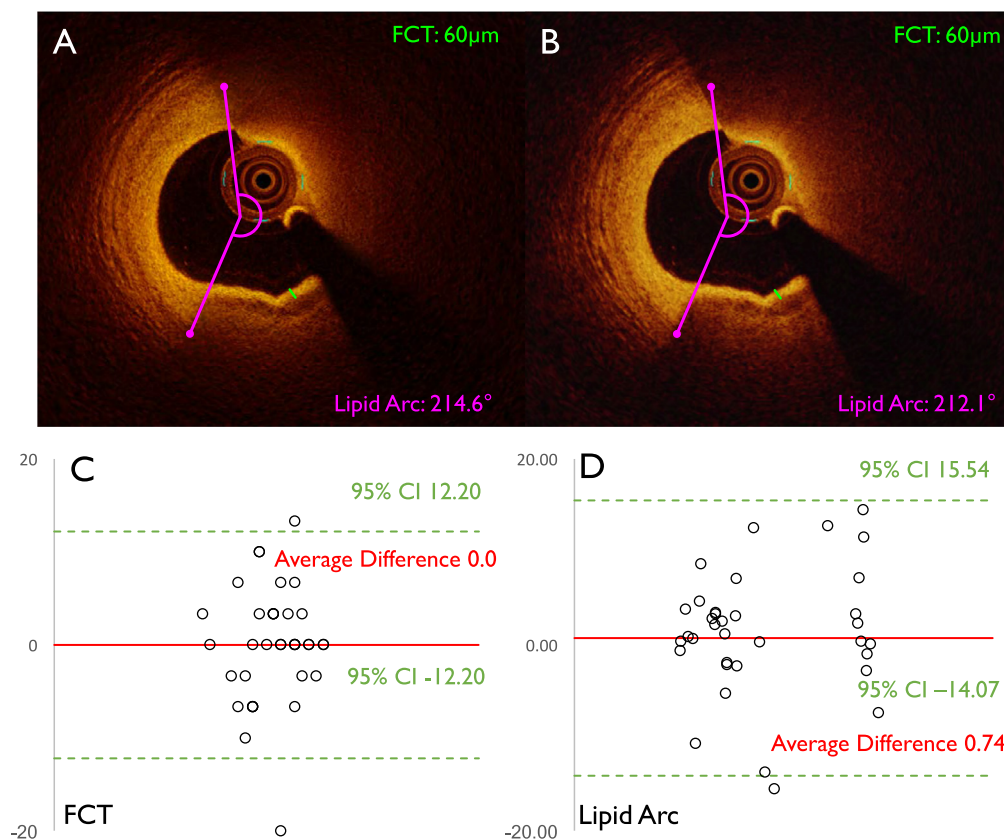 A
FCT: 60µm
B
FCT: 60µm
Lipid Arc: 214.6°
Lipid Arc: 212.1°
20
C
95% CI 12.20
Average Difference 0.0
0
95% CI -12.20
-20
FCT
20.00
D
95% CI 15.54
0.00
95% CI –14.07
Average Difference 0.74
-20.00
Lipid Arc